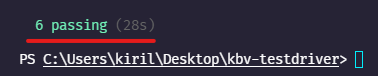 6 passing (28s)
PS C:\Users\kiril\Desktop\kbv-testdriver>